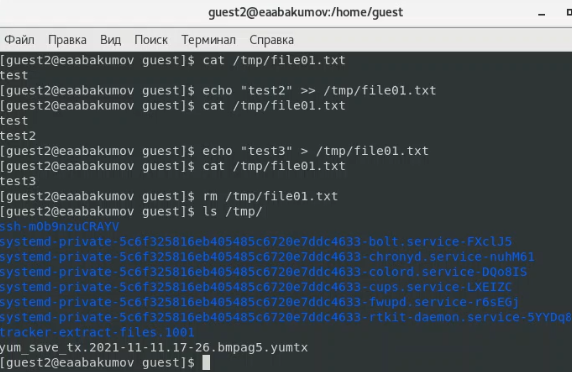 guest2@eaabakumov:/home/guest
Файл Правка Вид Поиск Терминал Справка
[guest2@eaabakumov guest]$ cat /tmp/file01.txt
test
[guest2@eaabakumov guest]$ echo "test2" >> /tmp/file01.txt
[guest2@eaabakumov guest]$ cat /tmp/file01.txt
test
test2
[guest2@eaabakumov guest]$ echo "test3" > /tmp/file01.txt
[guest2@eaabakumov guest]$ cat /tmp/file01.txt
test3
[guest2@eaabakumov guest]$ rm /tmp/file01.txt
[guest2@eaabakumov guest]$ ls /tmp/
ssh-mOb9nzuCRAYV
systemd-private-5c6f325816eb405485c6720e7ddc4633-bolt.service-FXclJ5
systemd-private-5c6f325816eb405485c6720e7ddc4633-chronyd.service-nuhM61
systemd-private-5c6f325816eb405485c6720e7ddc4633-colord.service-DQo8IS
systemd-private-5c6f325816eb405485c6720e7ddc4633-cups.service-LXEIZC
systemd-private-5c6f325816eb405485c6720e7ddc4633-fwupd.service-r6sEGj
systemd-private-5c6f325816eb405485c6720e7ddc4633-rtkit-daemon.service-5YYDq8
tracker-extract-files.1001
yum_save_tx.2021-11-11.17-26.bmpag5.yumtx
[guest2@eaabakumov guest]$